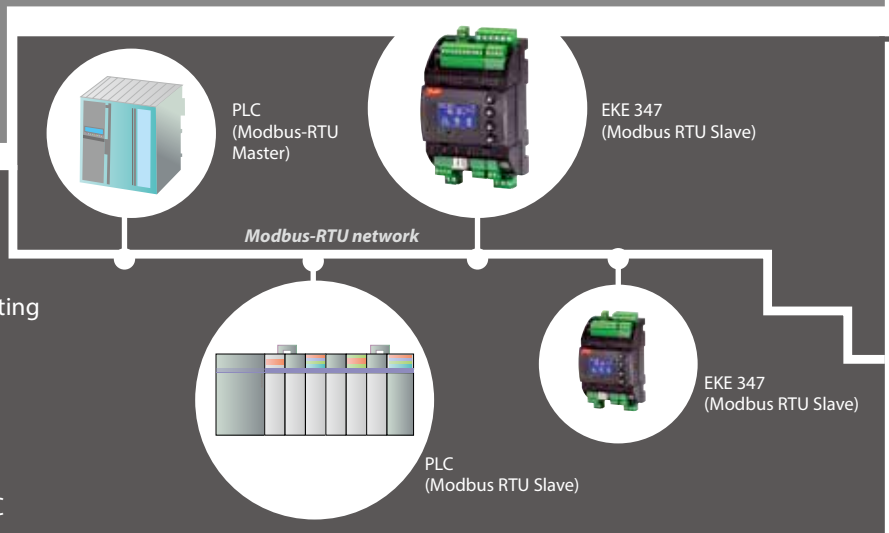 PLC
(Modbus-RTU
Master)
EKE 347
(Modbus RTU Slave)
Modbus-RTU network
ting
EKE 347
(Modbus RTU Slave)
PLC
(Modbus RTU Slave)
C